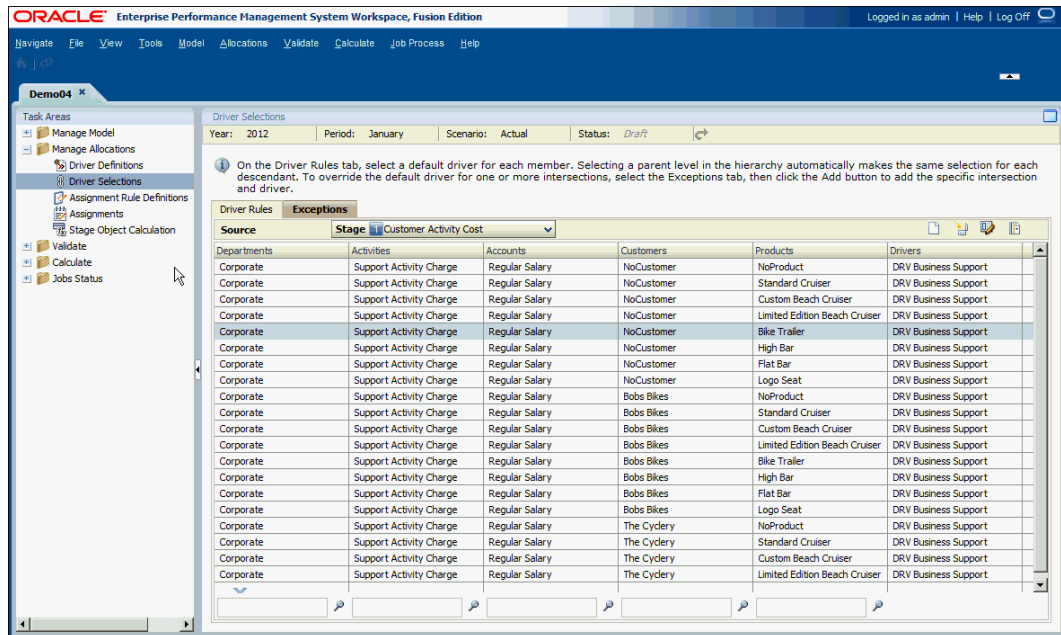 ORACLE Enterprise Performance Management System Workspace, Fusion Edition
Logged in as admin | Help | Log Off
Navigate File View Tools Model Allocations Validate Calculate Job Process Help
Demo04
Task Areas
Manage Model
Manage Allocations
Driver Definitions
Driver Selections
Assignment Rule Definitions
Assignments
Stage Object Calculation
Validate
Calculate
Jobs Status
Driver Selections
Year: 2012 Period: January Scenario: Actual Status: Draft
On the Driver Rules tab, select a default driver for each member. Selecting a parent level in the hierarchy automatically makes the same selection for each
descendant. To override the default driver for one or more intersections, select the Exceptions tab, then click the Add button to add the specific intersection
and driver.
Driver Rules Exceptions
Source Stage 1 Customer Activity Cost
Departments Activities Accounts Customers Products Drivers
Corporate Support Activity Charge Regular Salary NoCustomer NoProduct DRV Business Support
Corporate Support Activity Charge Regular Salary NoCustomer Standard Cruiser DRV Business Support
Corporate Support Activity Charge Regular Salary NoCustomer Custom Beach Cruiser DRV Business Support
Corporate Support Activity Charge Regular Salary NoCustomer Limited Edition Beach Cruiser DRV Business Support
Corporate Support Activity Charge Regular Salary NoCustomer Bike Trailer DRV Business Support
Corporate Support Activity Charge Regular Salary NoCustomer High Bar DRV Business Support
Corporate Support Activity Charge Regular Salary NoCustomer Flat Bar DRV Business Support
Corporate Support Activity Charge Regular Salary NoCustomer Logo Seat DRV Business Support
Corporate Support Activity Charge Regular Salary Bobs Bikes NoProduct DRV Business Support
Corporate Support Activity Charge Regular Salary Bobs Bikes Standard Cruiser DRV Business Support
Corporate Support Activity Charge Regular Salary Bobs Bikes Custom Beach Cruiser DRV Business Support
Corporate Support Activity Charge Regular Salary Bobs Bikes Limited Edition Beach Cruiser DRV Business Support
Corporate Support Activity Charge Regular Salary Bobs Bikes Bike Trailer DRV Business Support
Corporate Support Activity Charge Regular Salary Bobs Bikes High Bar DRV Business Support
Corporate Support Activity Charge Regular Salary Bobs Bikes Flat Bar DRV Business Support
Corporate Support Activity Charge Regular Salary Bobs Bikes Logo Seat DRV Business Support
Corporate Support Activity Charge Regular Salary The Cyclery NoProduct DRV Business Support
Corporate Support Activity Charge Regular Salary The Cyclery Standard Cruiser DRV Business Support
Corporate Support Activity Charge Regular Salary The Cyclery Custom Beach Cruiser DRV Business Support
Corporate Support Activity Charge Regular Salary The Cyclery Limited Edition Beach Cruiser DRV Business Support